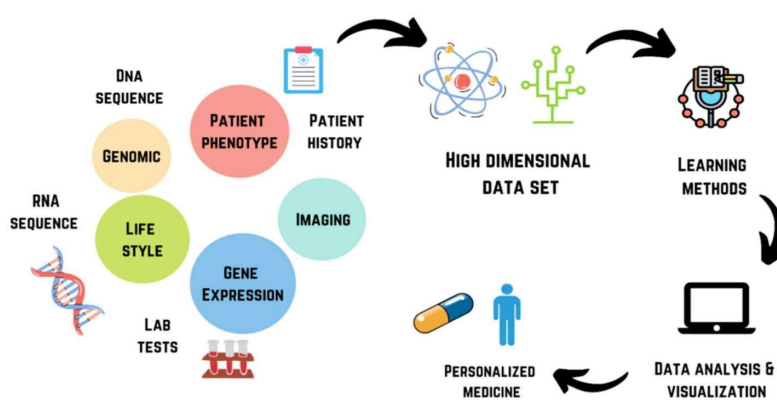 DNA
SEQUENCE
PATIENT
PHENOTYPE
PATIENT
HISTORY
GENOMIC
RNA
SEQUENCE
LIFE
STYLE
IMAGING
GENE
EXPRESSION
LAB
TESTS
HIGH DIMENSIONAL
DATA SET
LEARNING
METHODS
DATA ANALYSIS &
VISUALIZATION
PERSONALIZED
MEDICINE